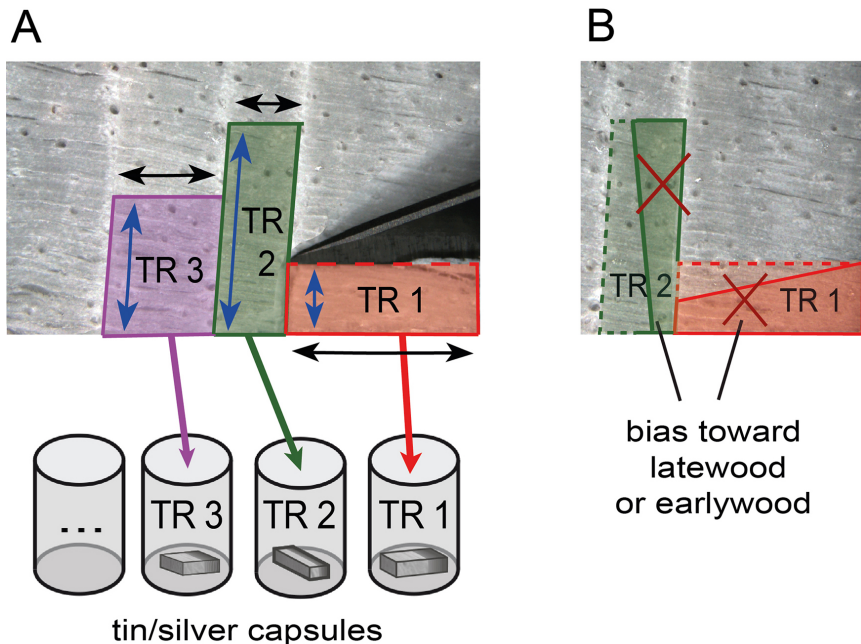 A
TR 3
TR
2
TR 1
...
TR 3
TR 2
TR 1
tin/silver capsules
B
TR 2
TR 1
bias toward
latewood
or earlywood